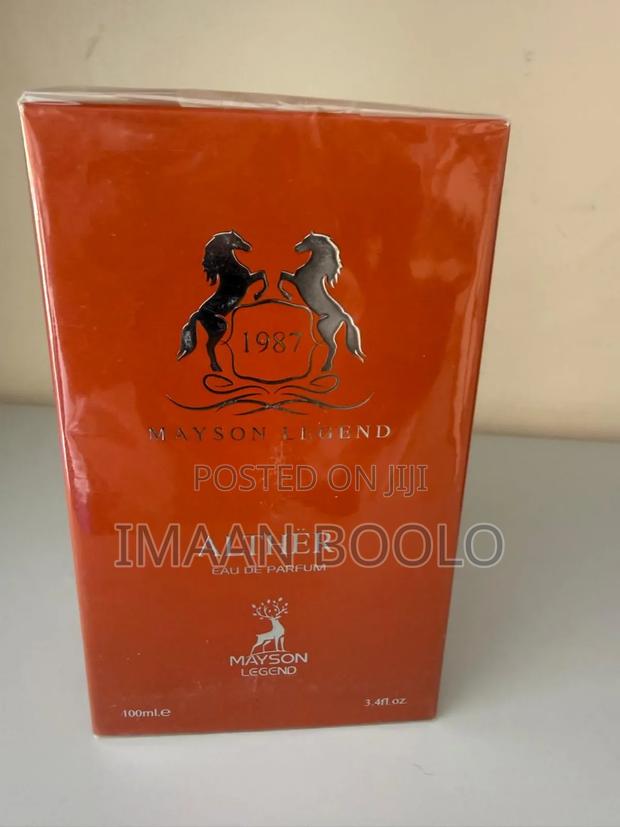 1987
MAYSON LEGEND
POSTED ON JIJI
ALTHËR
IMAAN BOOLO
EAU DE PARFUM
MAYSON
LEGEND
100ml.e
3.4fl.oz.